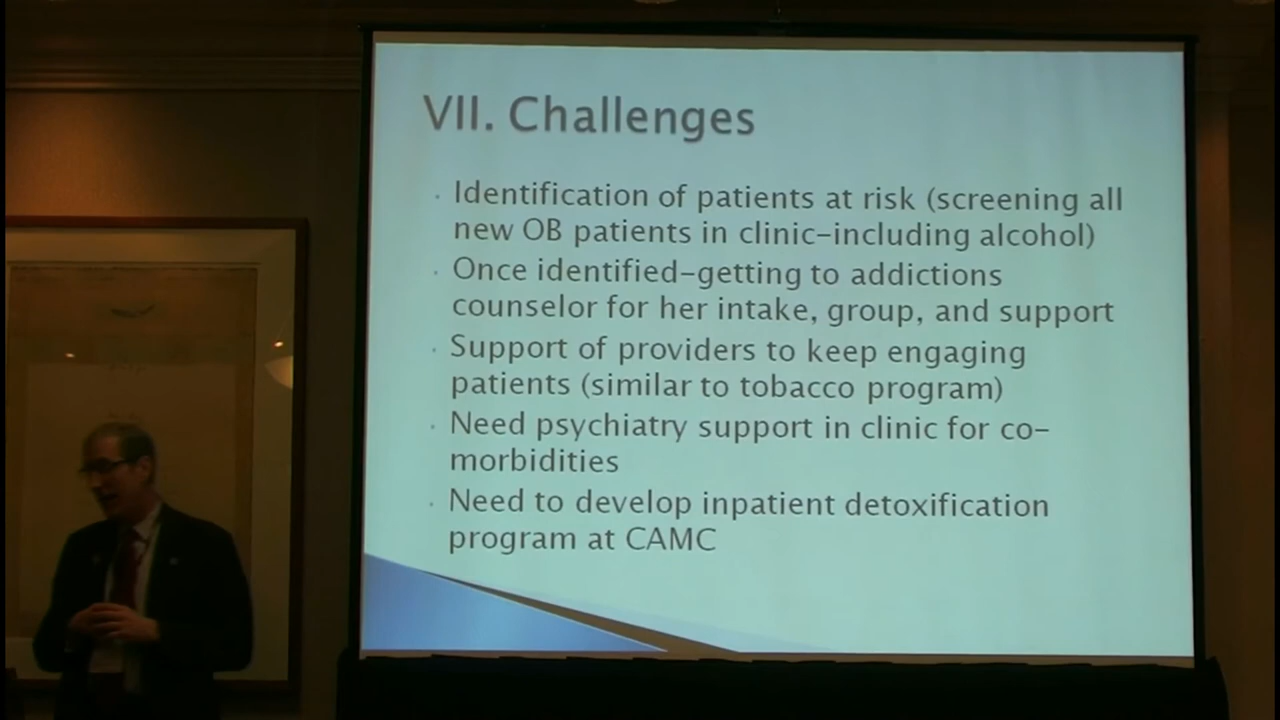 VII. Challenges
· Identification of patients at risk (screening all
new OB patients in clinic-including alcohol)
· Once identified-getting to addictions
counselor for her intake, group, and support
· Support of providers to keep engaging
patients (similar to tobacco program)
· Need psychiatry support in clinic for co-
morbidities
· Need to develop inpatient detoxification
program at CAMC